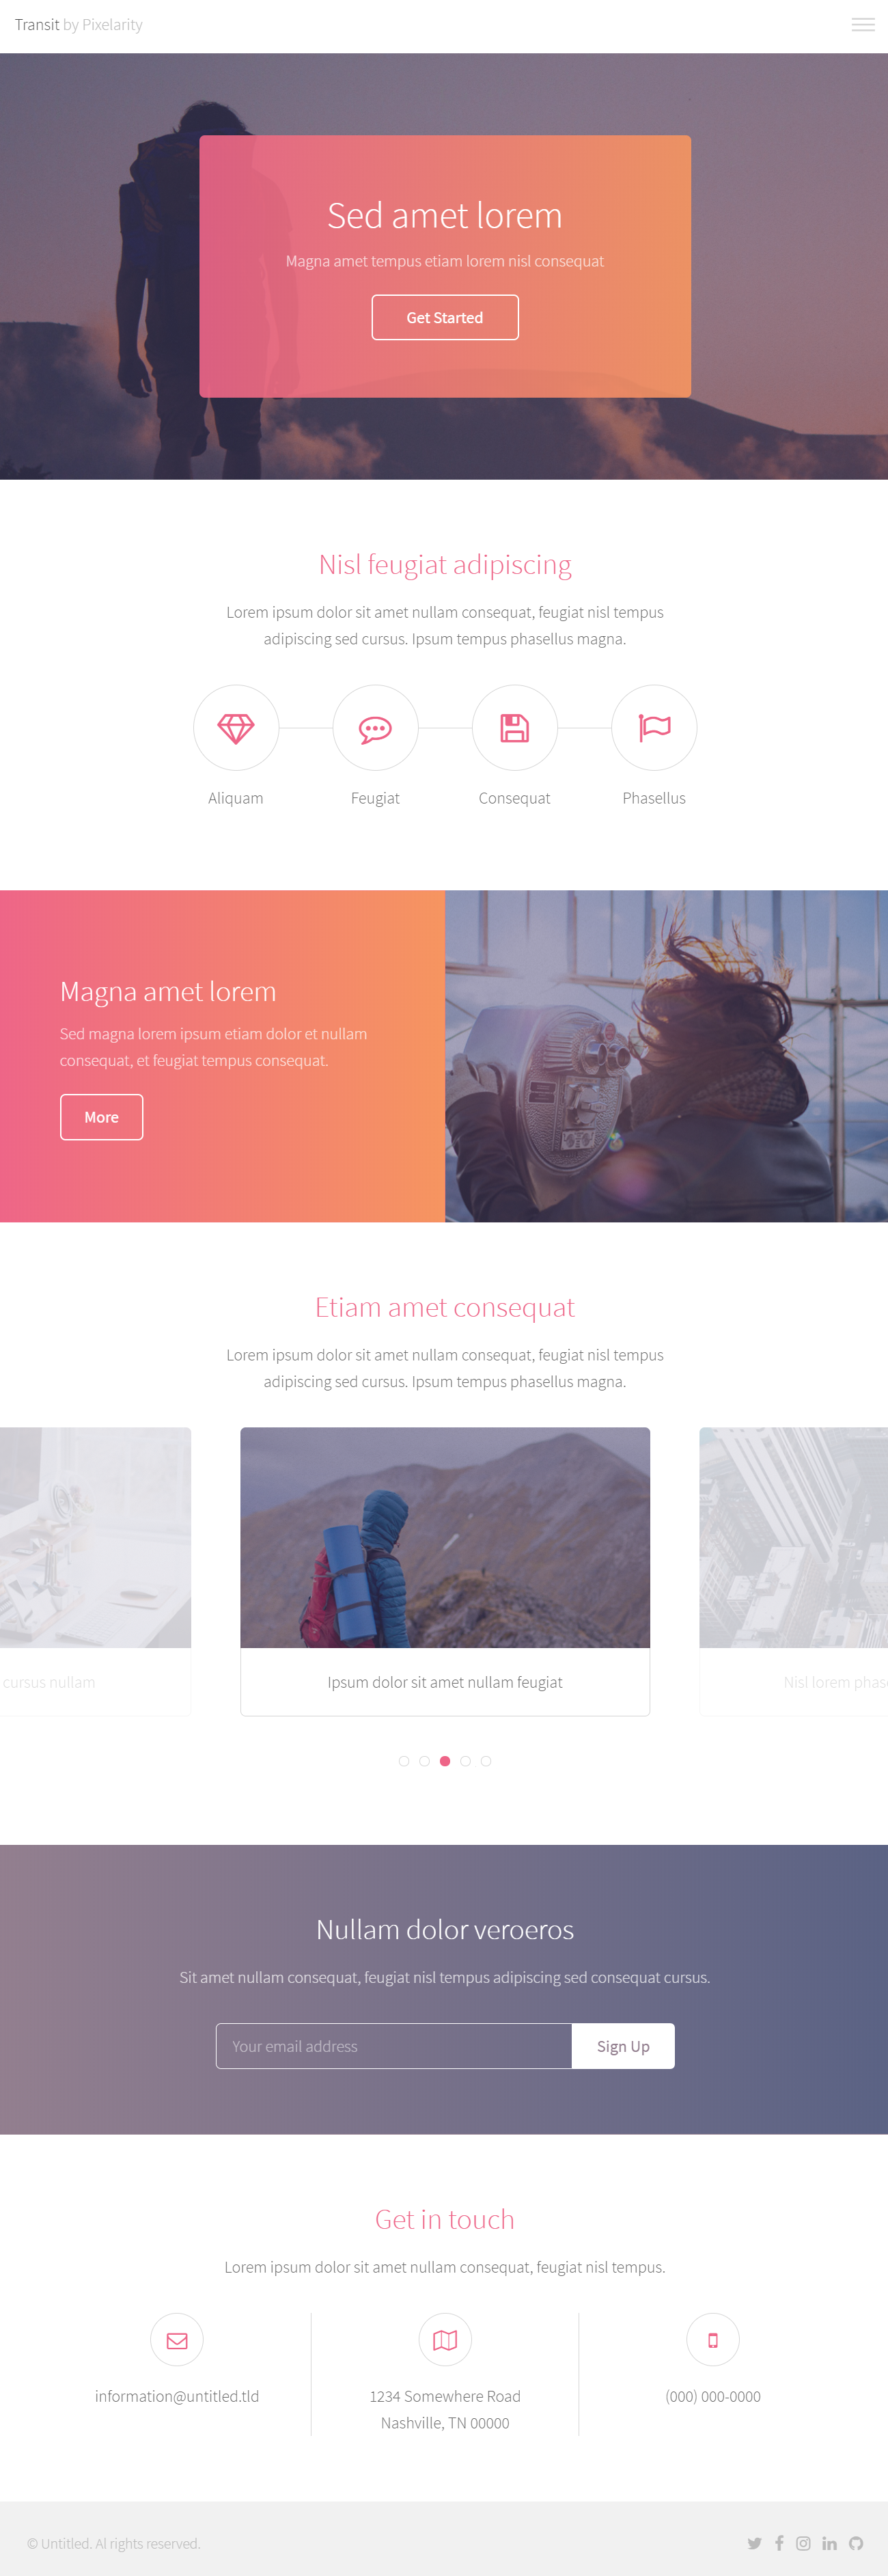 Transit by Pixelarity
Sed amet lorem
Magna amet tempus etiam lorem nisl consequat
Get Started
Nisl feugiat adipiscing
Lorem ipsum dolor sit amet nullam consequat, feugiat nisl tempus
adipiscing sed cursus. Ipsum tempus phasellus magna.
Aliquam
Feugiat
Consequat
Phasellus
Magna amet lorem
Sed magna lorem ipsum etiam dolor et nullam
consequat, et feugiat tempus consequat.
More
Etiam amet consequat
Lorem ipsum dolor sit amet nullam consequat, feugiat nisl tempus
adipiscing sed cursus. Ipsum tempus phasellus magna.
cursus nullam
Ipsum dolor sit amet nullam feugiat
Nisl lorem phas
Nullam dolor veroeros
Sit amet nullam consequat, feugiat nisl tempus adipiscing sed consequat cursus.
Your email address
Sign Up
Get in touch
Lorem ipsum dolor sit amet nullam consequat, feugiat nisl tempus.
information@untitled.tld
1234 Somewhere Road
Nashville, TN 00000
(000) 000-0000
© Untitled. Al rights reserved.